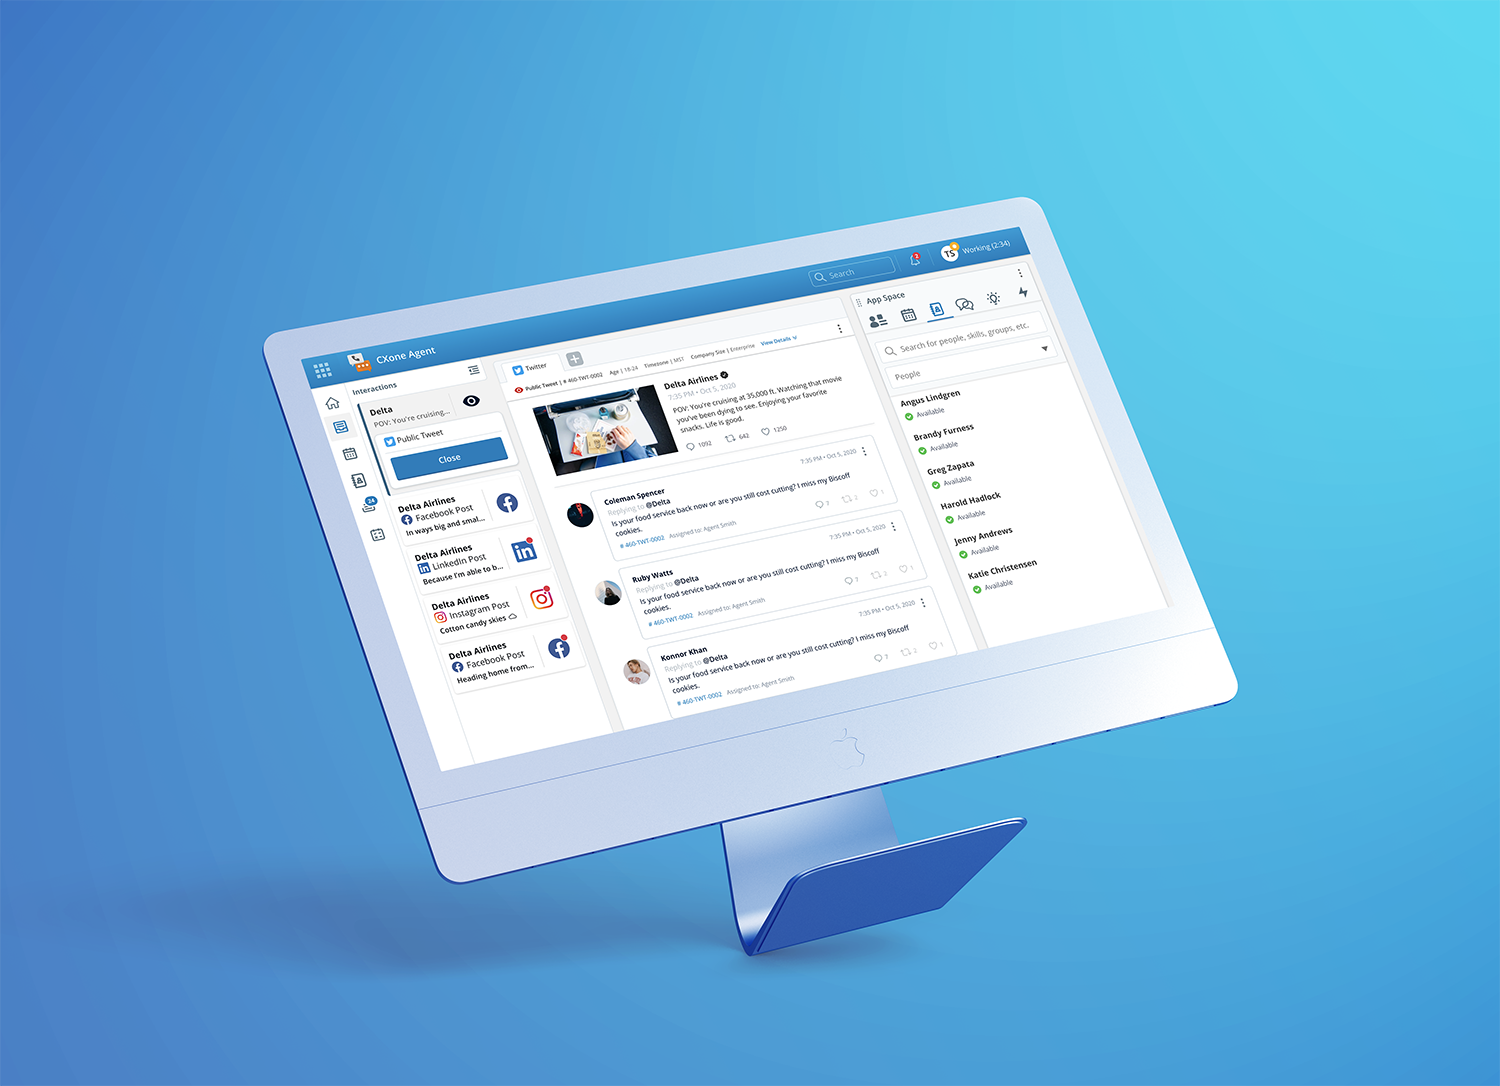 CXone Agent
Search
2
TS
Working (2:34)
Interactions
Delta
POV: You're cruising...
Public Tweet
Close
24
Delta Airlines
Facebook Post
In ways big and smal...
Delta Airlines
LinkedIn Post
Because I'm able to b...
Delta Airlines
Instagram Post
Cotton candy skies
Delta Airlines
Facebook Post
Heading home from...
Twitter
Public Tweet | # 460-TWT-0002 Age | 18-24 Timezone | MST Company Size | Enterprise View Details
Delta Airlines
7:35 PM • Oct 5, 2020
POV: You're cruising at 35,000 ft. Watching that movie
you've been dying to see. Enjoying your favorite
snacks. Life is good.
1092 642 1250
7:35 PM • Oct 5, 2020
Coleman Spencer
Replying to @Delta
Is your food service back now or are you still cost cutting? I miss my Biscoff
cookies.
# 460-TWT-0002 Assigned to: Agent Smith
7 2 1
7:35 PM • Oct 5, 2020
Ruby Watts
Replying to @Delta
Is your food service back now or are you still cost cutting? I miss my Biscoff
cookies.
# 460-TWT-0002 Assigned to: Agent Smith
7 2 1
7:35 PM • Oct 5, 2020
Konnor Khan
Replying to @Delta
Is your food service back now or are you still cost cutting? I miss my Biscoff
cookies.
# 460-TWT-0002 Assigned to: Agent Smith
7 2 1
App Space
Search for people, skills, groups, etc.
People
Angus Lindgren
Available
Brandy Furness
Available
Greg Zapata
Available
Harold Hadlock
Available
Jenny Andrews
Available
Katie Christensen
Available